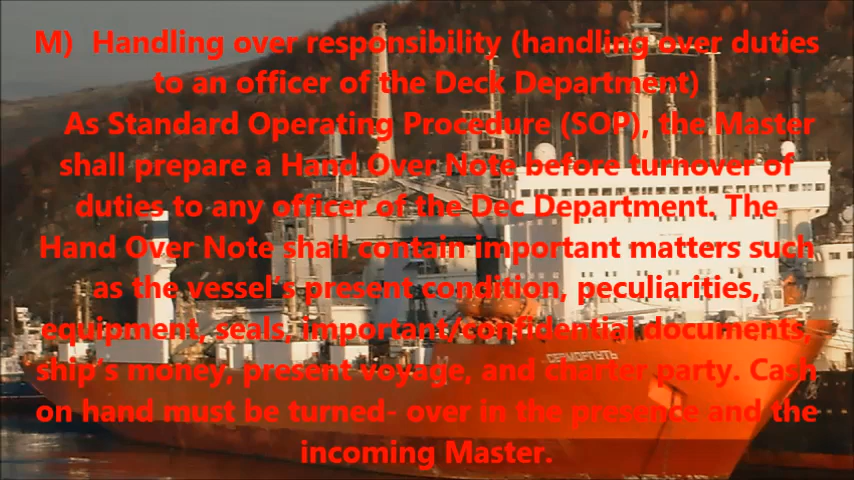 M)  Handling over responsibility (handling over duties
to an officer of the Deck Department)
As Standard Operating Procedure (SOP), the Master
shall prepare a Hand Over Note before turnover of
duties to any officer of the Dec Department. The
Hand Over Note shall contain important matters such
as the vessel's present condition, peculiarities,
equipment, seals, important/confidential documents,
ship's money, present voyage, and charter party. Cash
on hand must be turned- over in the presence and the
incoming Master.
СЕВМОРПУТЬ